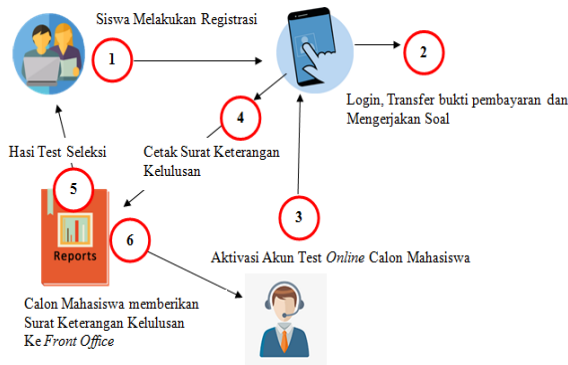 Siswa Melakukan Registrasi
1
2
Login, Transfer bukti pembayaran dan
Mengerjakan Soal
4
Hasi Test Seleksi
Cetak Surat Keterangan
Kelulusan
5
3
Reports
6
Aktivasi Akun Test Online Calon Mahasiswa
Calon Mahasiswa memberikan
Surat Keterangan Kelulusan
Ke Front Office